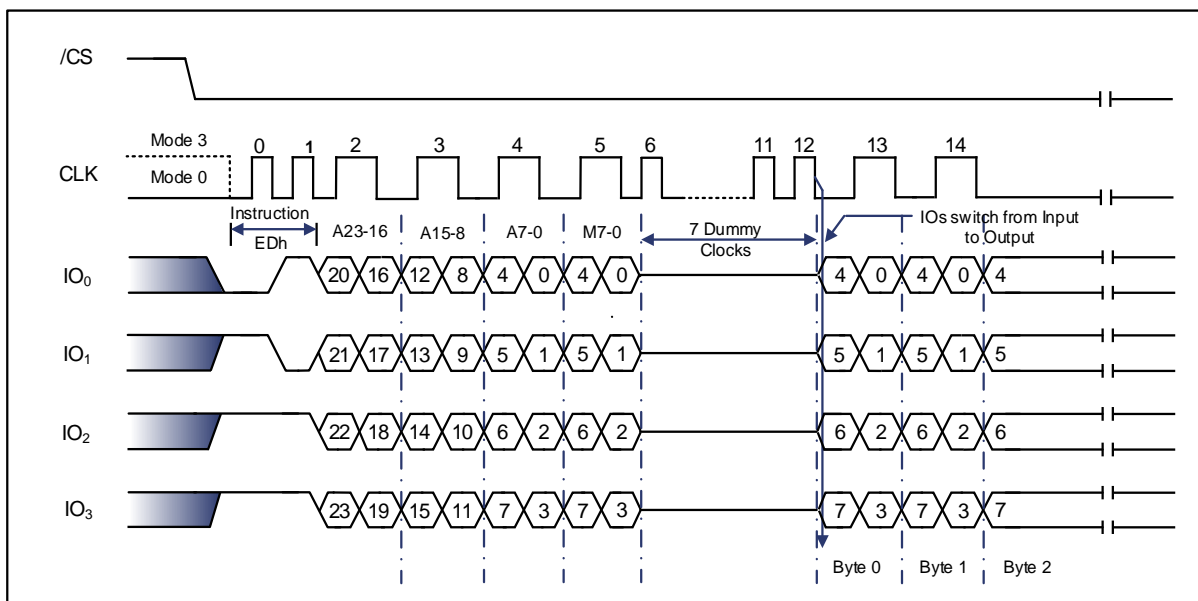 /CS
Mode 3
Mode 0
CLK
0 1 2 3 4 5 6 11 12 13 14
Instruction
EDh
A23-16 A15-8 A7-0 M7-0
7 Dummy
Clocks
IOs switch from Input
to Output
IO0 20 16 12 8 4 0 4 0 4 0 4 0 4
IO1 21 17 13 9 5 1 5 1 5 1 5 1 5
IO2 22 18 14 10 6 2 6 2 6 2 6 2 6
IO3 23 19 15 11 7 3 7 3 7 3 7 3 7
Byte 0 Byte 1 Byte 2